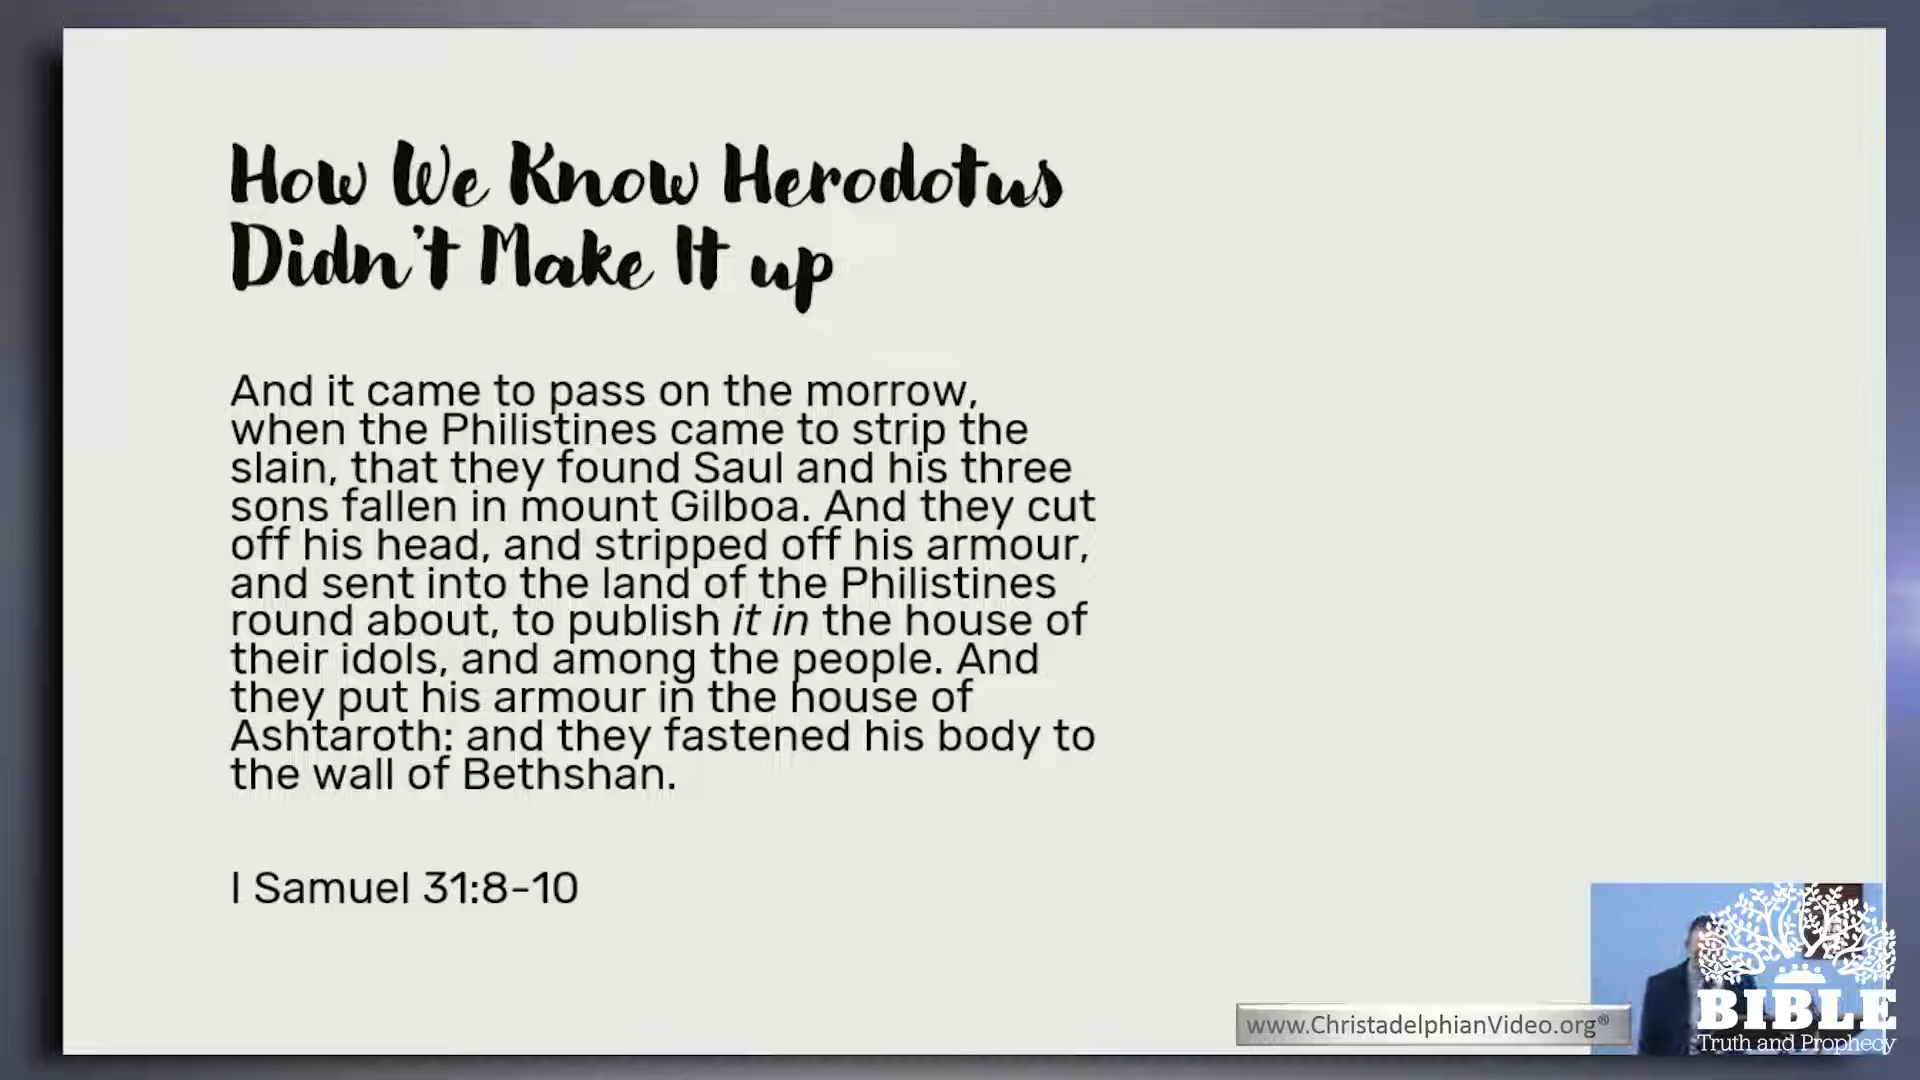 How We Know Herodotus
Didn't Make It up
And it came to pass on the morrow,
when the Philistines came to strip the
slain, that they found Saul and his three
sons fallen in mount Gilboa. And they cut
off his head, and stripped off his armour,
and sent into the land of the Philistines
round about, to publish it in the house of
their idols, and among the people. And
they put his armour in the house of
Ashtaroth: and they fastened his body to
the wall of Bethshan.
I Samuel 31:8-10
www.ChristadelphianVideo.org®
BIBLE
Truth and Prophecy